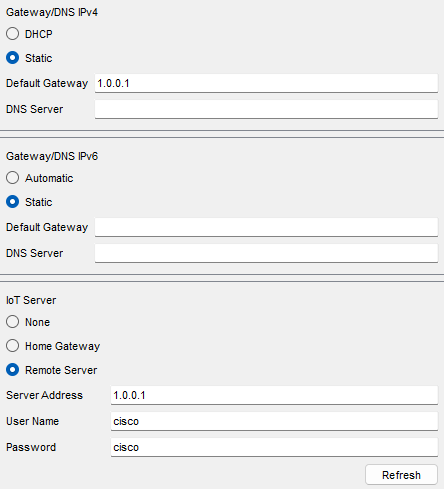 Gateway/DNS IPv4
DHCP
Static
Default Gateway 1.0.0.1
DNS Server
Gateway/DNS IPv6
Automatic
Static
Default Gateway
DNS Server
IoT Server
None
Home Gateway
Remote Server
Server Address 1.0.0.1
User Name cisco
Password cisco
Refresh